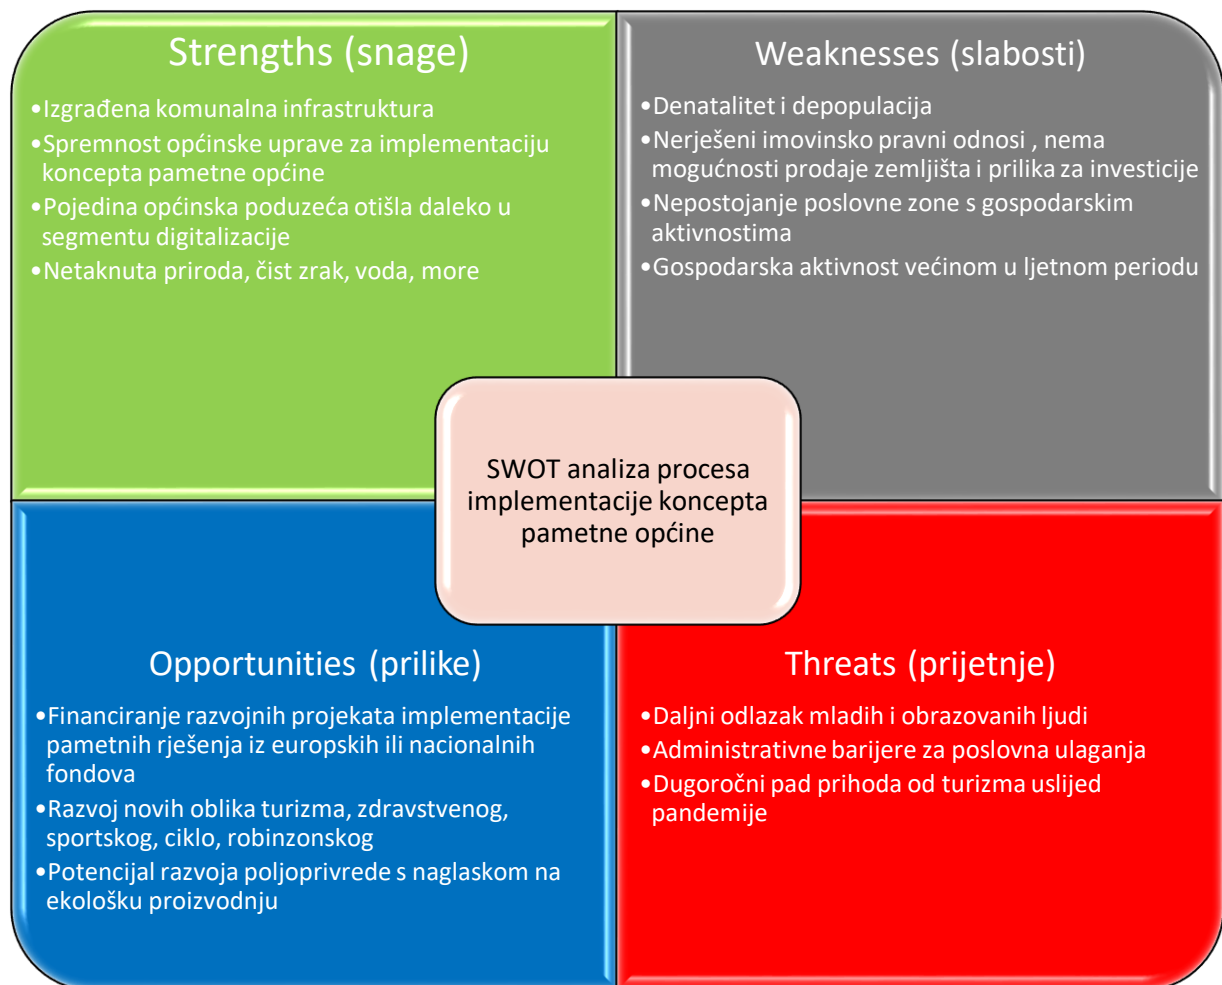 Strengths (snage)
•Izgrađena komunalna infrastruktura
•Spremnost općinske uprave za implementaciju
koncepta pametne općine
•Pojedina općinska poduzeća otišla daleko u
segmentu digitalizacije
•Netaknuta priroda, čist zrak, voda, more
Weaknesses (slabosti)
•Denatalitet i depopulacija
•Nerješeni imovinsko pravni odnosi , nema
mogućnosti prodaje zemljišta i prilika za investicije
•Nepostojanje poslovne zone s gospodarskim
aktivnostima
•Gospodarska aktivnost većinom u ljetnom periodu
SWOT analiza procesa
implementacije koncepta
pametne općine
Opportunities (prilike)
•Financiranje razvojnih projekata implementacije
pametnih rješenja iz europskih ili nacionalnih
fondova
•Razvoj novih oblika turizma, zdravstvenog,
sportskog, ciklo, robinzonskog
•Potencijal razvoja poljoprivrede s naglaskom na
ekološku proizvodnju
Threats (prijetnje)
•Daljni odlazak mladih i obrazovanih ljudi
•Administrativne barijere za poslovna ulaganja
•Dugoročni pad prihoda od turizma uslijed
pandemije